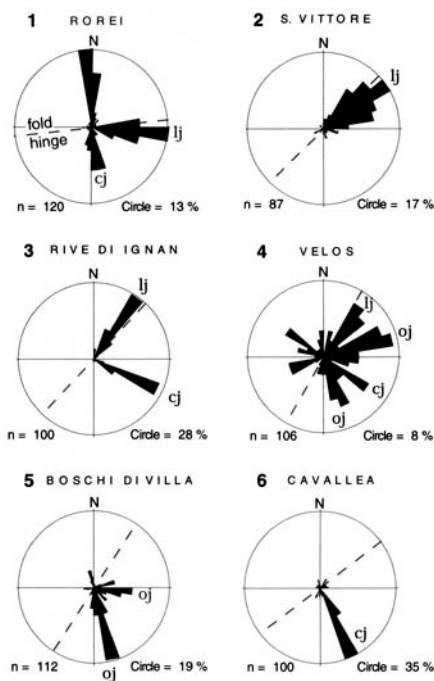 1 ROREI
N
fold
hinge
lj
cj
n = 120 Circle = 13 %
2 S. VITTORE
N
lj
n = 87 Circle = 17 %
3 RIVE DI IGNAN
N
lj
cj
n = 100 Circle = 28 %
4 VELOS
N
lj
oj
cj
oj
n = 106 Circle = 8 %
5 BOSCHI DI VILLA
N
oj
oj
n = 112 Circle = 19 %
6 CAVALLEA
N
cj
n = 100 Circle = 35 %